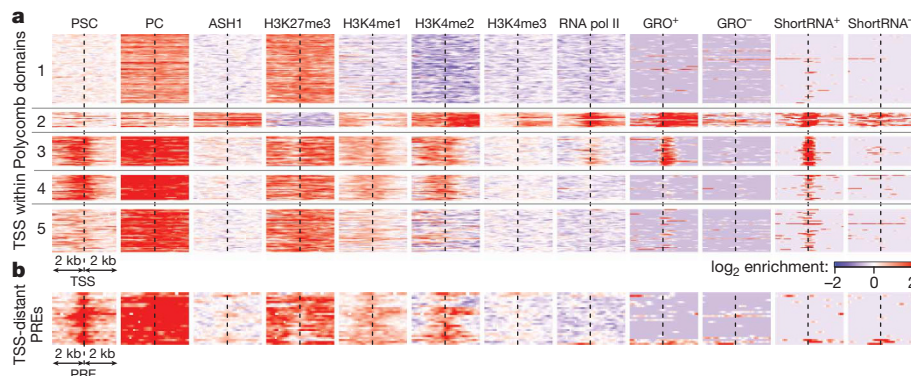 a
PSC PC ASH1 H3K27me3 H3K4me1 H3K4me2 H3K4me3 RNA pol II GRO+ GRO− ShortRNA+ ShortRNA−
TSS within Polycomb domains
1
2
3
4
5
2 kb 2 kb
TSS
log2 enrichment:
−2 0 2
b
TSS-distant
PREs
2 kb 2 kb
PRE